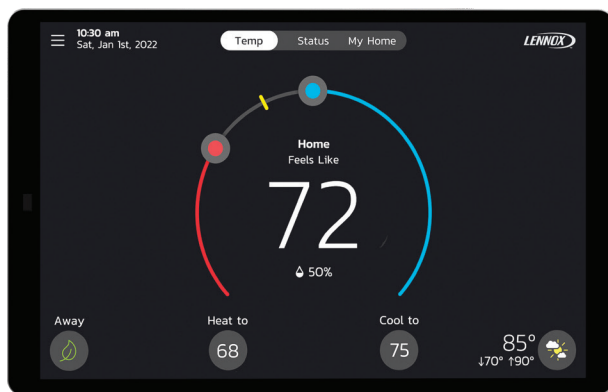 10:30 am
Sat, Jan 1st, 2022
Temp
Status
My Home
LENNOX
Home
Feels Like
72
50%
Away
Heat to
68
Cool to
75
85°
↓70° ↑90°